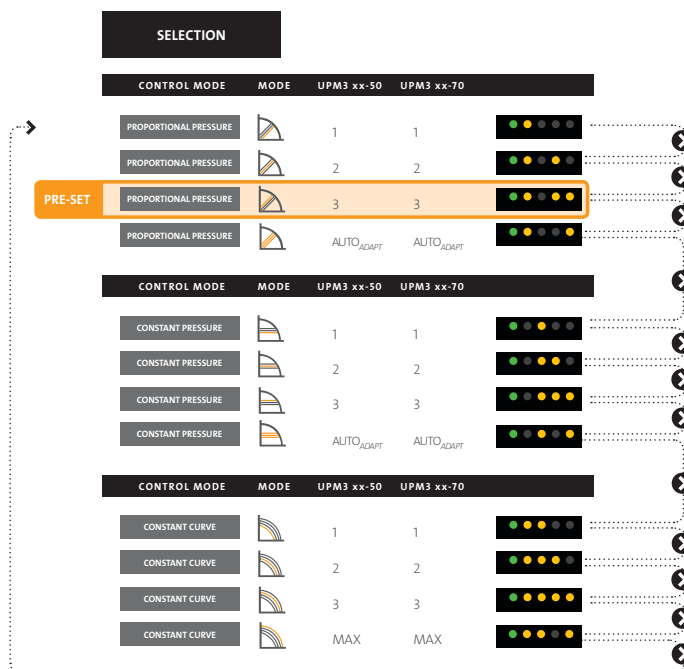 SELECTION
CONTROL MODE MODE UPM3 xx-50 UPM3 xx-70
PROPORTIONAL PRESSURE 1 1
PROPORTIONAL PRESSURE 2 2
PRE-SET PROPORTIONAL PRESSURE 3 3
PROPORTIONAL PRESSURE AUTOADAPT AUTOADAPT
CONTROL MODE MODE UPM3 xx-50 UPM3 xx-70
CONSTANT PRESSURE 1 1
CONSTANT PRESSURE 2 2
CONSTANT PRESSURE 3 3
CONSTANT PRESSURE AUTOADAPT AUTOADAPT
CONTROL MODE MODE UPM3 xx-50 UPM3 xx-70
CONSTANT CURVE 1 1
CONSTANT CURVE 2 2
CONSTANT CURVE 3 3
CONSTANT CURVE MAX MAX